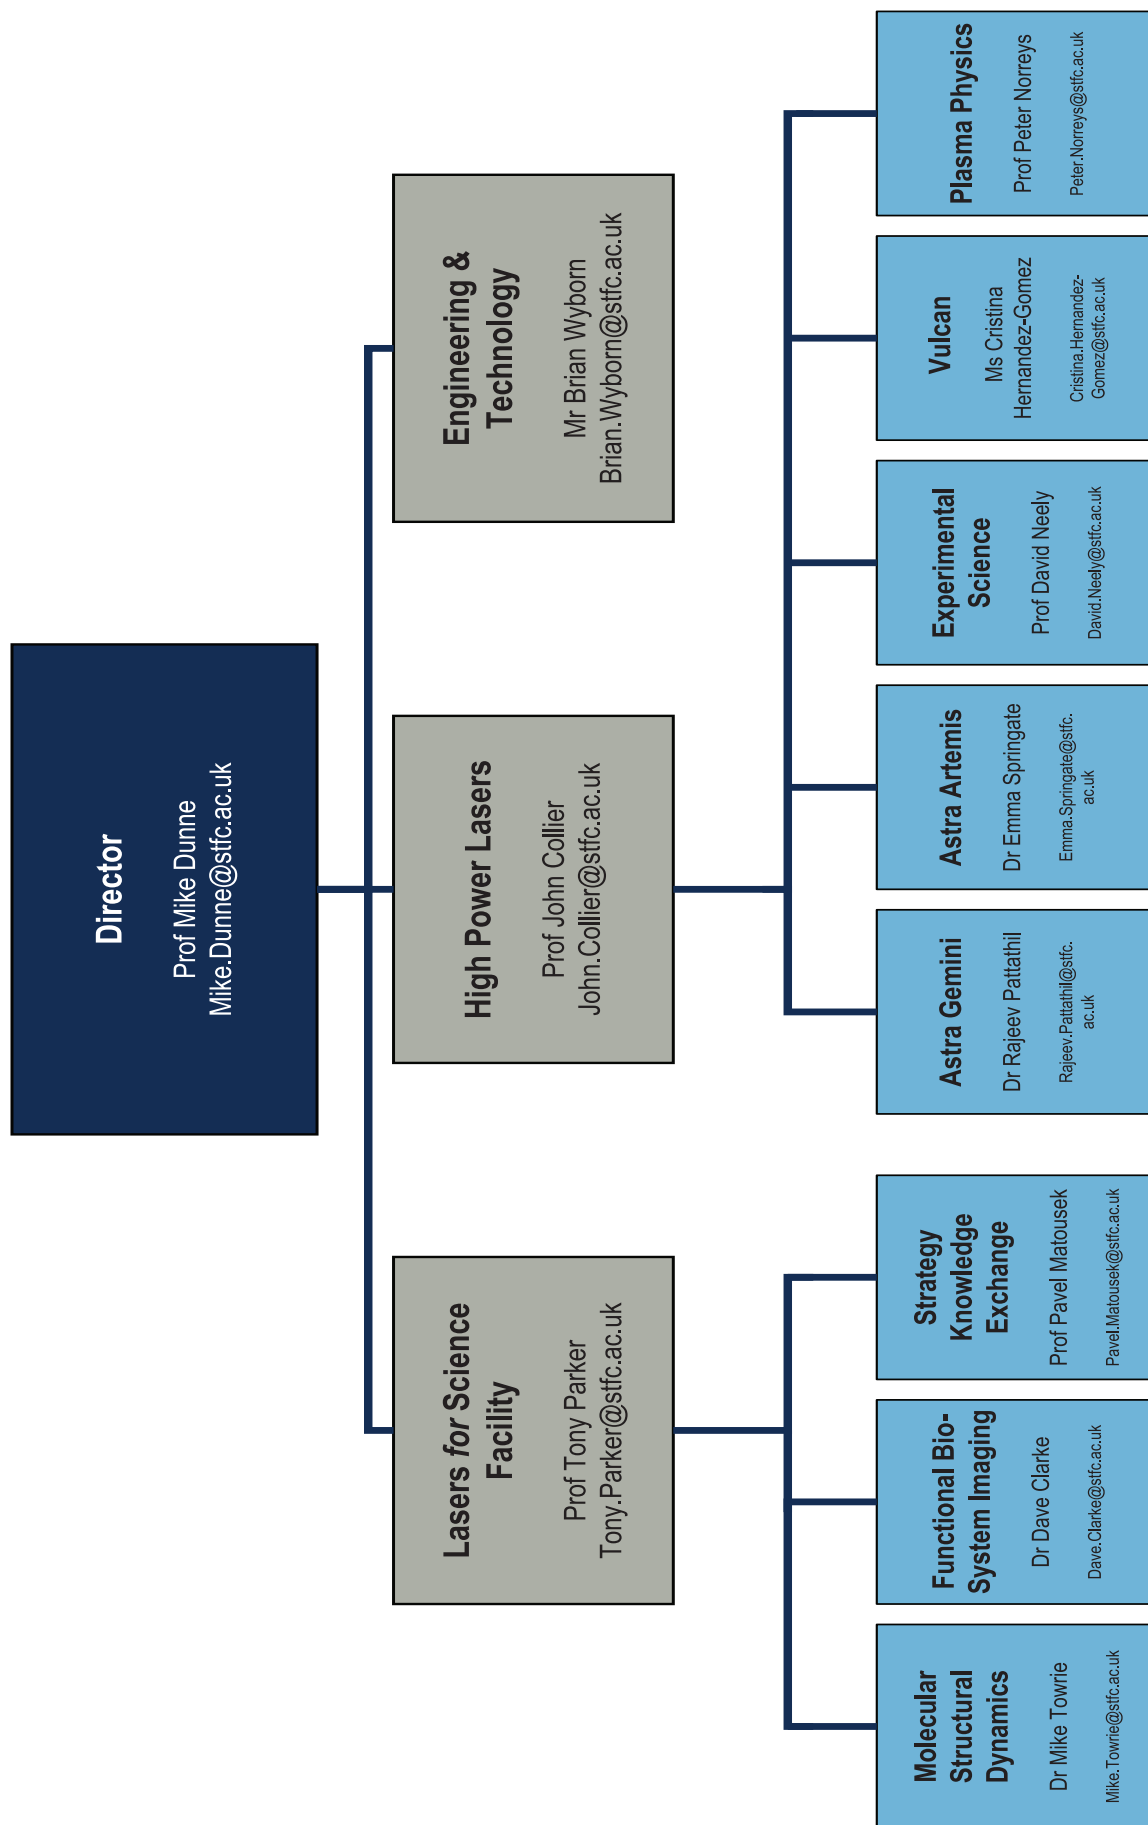 Director
Prof Mike Dunne
Mike.Dunne@stfc.ac.uk
Lasers for Science
Facility
Prof Tony Parker
Tony.Parker@stfc.ac.uk
High Power Lasers
Prof John Collier
John.Collier@stfc.ac.uk
Engineering &
Technology
Mr Brian Wyborn
Brian.Wyborn@stfc.ac.uk
Molecular
Structural
Dynamics
Dr Mike Towrie
Mike.Towrie@stfc.ac.uk
Functional Bio-
System Imaging
Dr Dave Clarke
Dave.Clarke@stfc.ac.uk
Strategy
Knowledge
Exchange
Prof Pavel Matousek
Pavel.Matousek@stfc.ac.uk
Astra Gemini
Dr Rajeev Pattathil
Rajeev.Pattathil@stfc.
ac.uk
Astra Artemis
Dr Emma Springate
Emma.Springate@stfc.
ac.uk
Experimental
Science
Prof David Neely
David.Neely@stfc.ac.uk
Vulcan
Ms Cristina
Hernandez-Gomez
Cristina.Hernandez-
Gomez@stfc.ac.uk
Plasma Physics
Prof Peter Norreys
Peter.Norreys@stfc.ac.uk